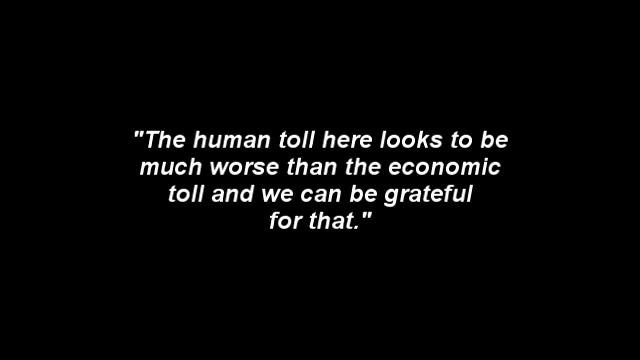 "The human toll here looks to be
much worse than the economic
toll and we can be grateful
for that."